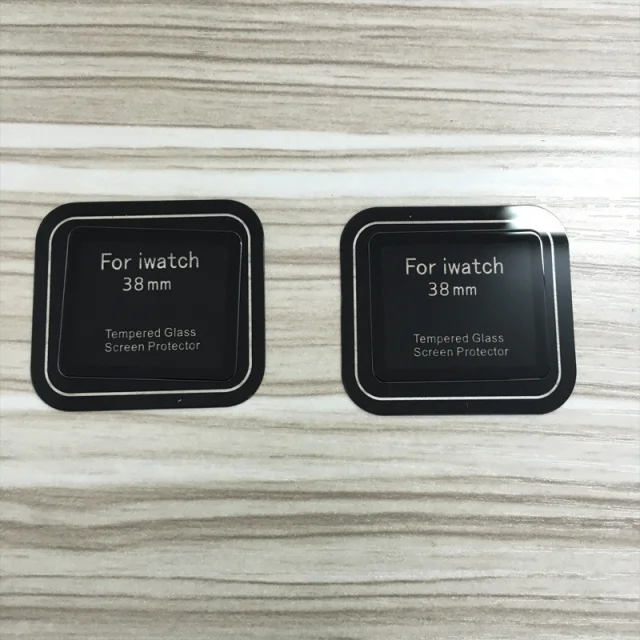 For iwatch
38mm
Tempered Glass
Screen Protector
For iwatch
38mm
Tempered Glass
Screen Protector